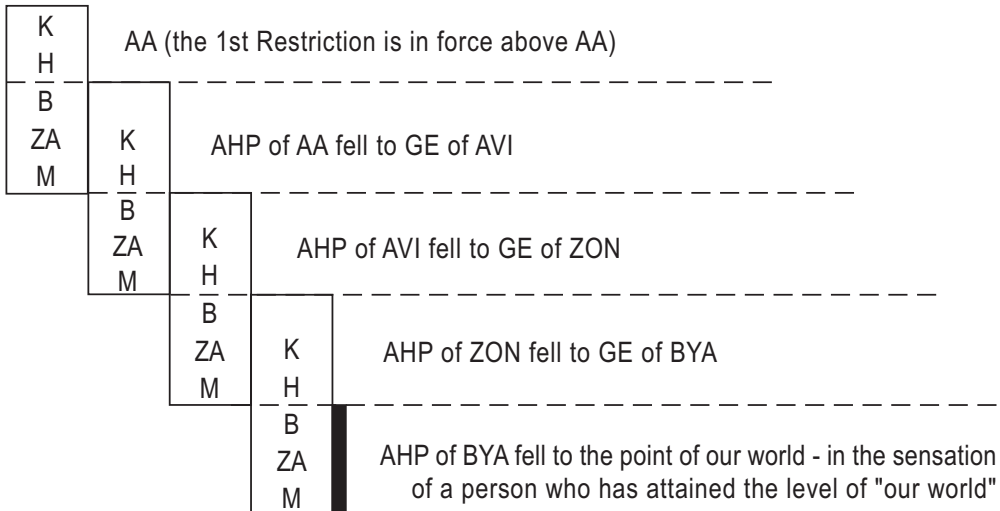 K
H
AA (the 1st Restriction is in force above AA)
B
ZA
M
K
H
AHP of AA fell to GE of AVI
B
ZA
M
K
H
AHP of AVI fell to GE of ZON
B
ZA
M
K
H
AHP of ZON fell to GE of BYA
B
ZA
M
AHP of BYA fell to the point of our world - in the sensation
of a person who has attained the level of "our world"